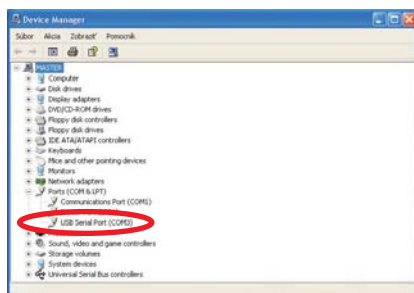 Device Manager
Súbor Akcia Zobraziť Pomocník
MASTER
Computer
Disk drives
Display adapters
DVD/CD-ROM drives
Floppy disk controllers
Floppy disk drives
IDE ATA/ATAPI controllers
Keyboards
Mice and other pointing devices
Monitors
Network adapters
Ports (COM & LPT)
Communications Port (COM1)
USB Serial Port (COM3)
Sound, video and game controllers
Storage volumes
System devices
Universal Serial Bus controllers